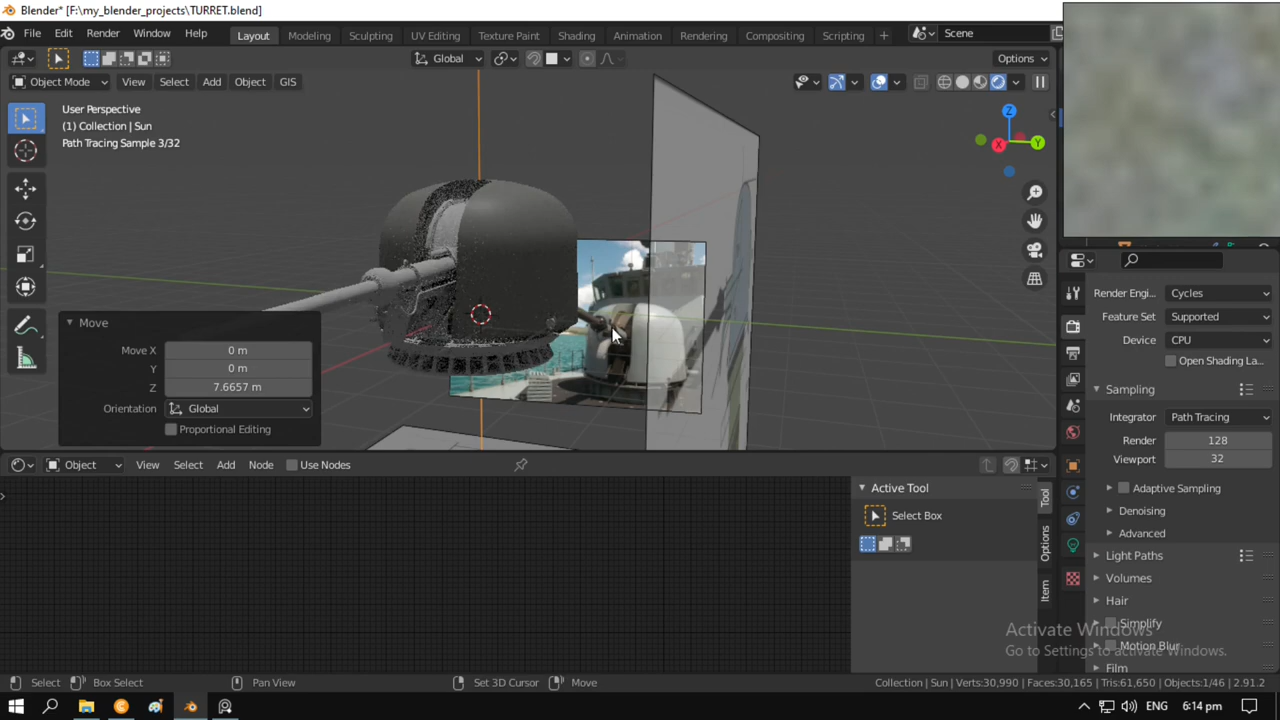 Blender* [F:\my_blender_projects\TURRET.blend]
File Edit Render Window Help
Layout Modeling Sculpting UV Editing Texture Paint Shading Animation Rendering Compositing Scripting
Scene
Global
Options
Object Mode View Select Add Object GIS
User Perspective
(1) Collection | Sun
Path Tracing Sample 3/32
Z
X
Y
Move
Move X 0 m
Y 0 m
Z 7.6657 m
Orientation Global
Proportional Editing
Render Engi... Cycles
Feature Set Supported
Device CPU
Open Shading La...
Sampling
Integrator Path Tracing
Render 128
Viewport 32
Adaptive Sampling
Denoising
Advanced
Light Paths
Volumes
Hair
Simplify
Motion Blur
Film
Object View Select Add Node Use Nodes
Active Tool
Select Box
Tool
Options
Item
Activate Windows
Go to Settings to activate Windows.
Select Box Select Pan View Set 3D Cursor Move
Collection | Sun | Verts:30,990 | Faces:30,165 | Tris:61,650 | Objects:1/46 | 2.91.2
ENG 6:14 pm